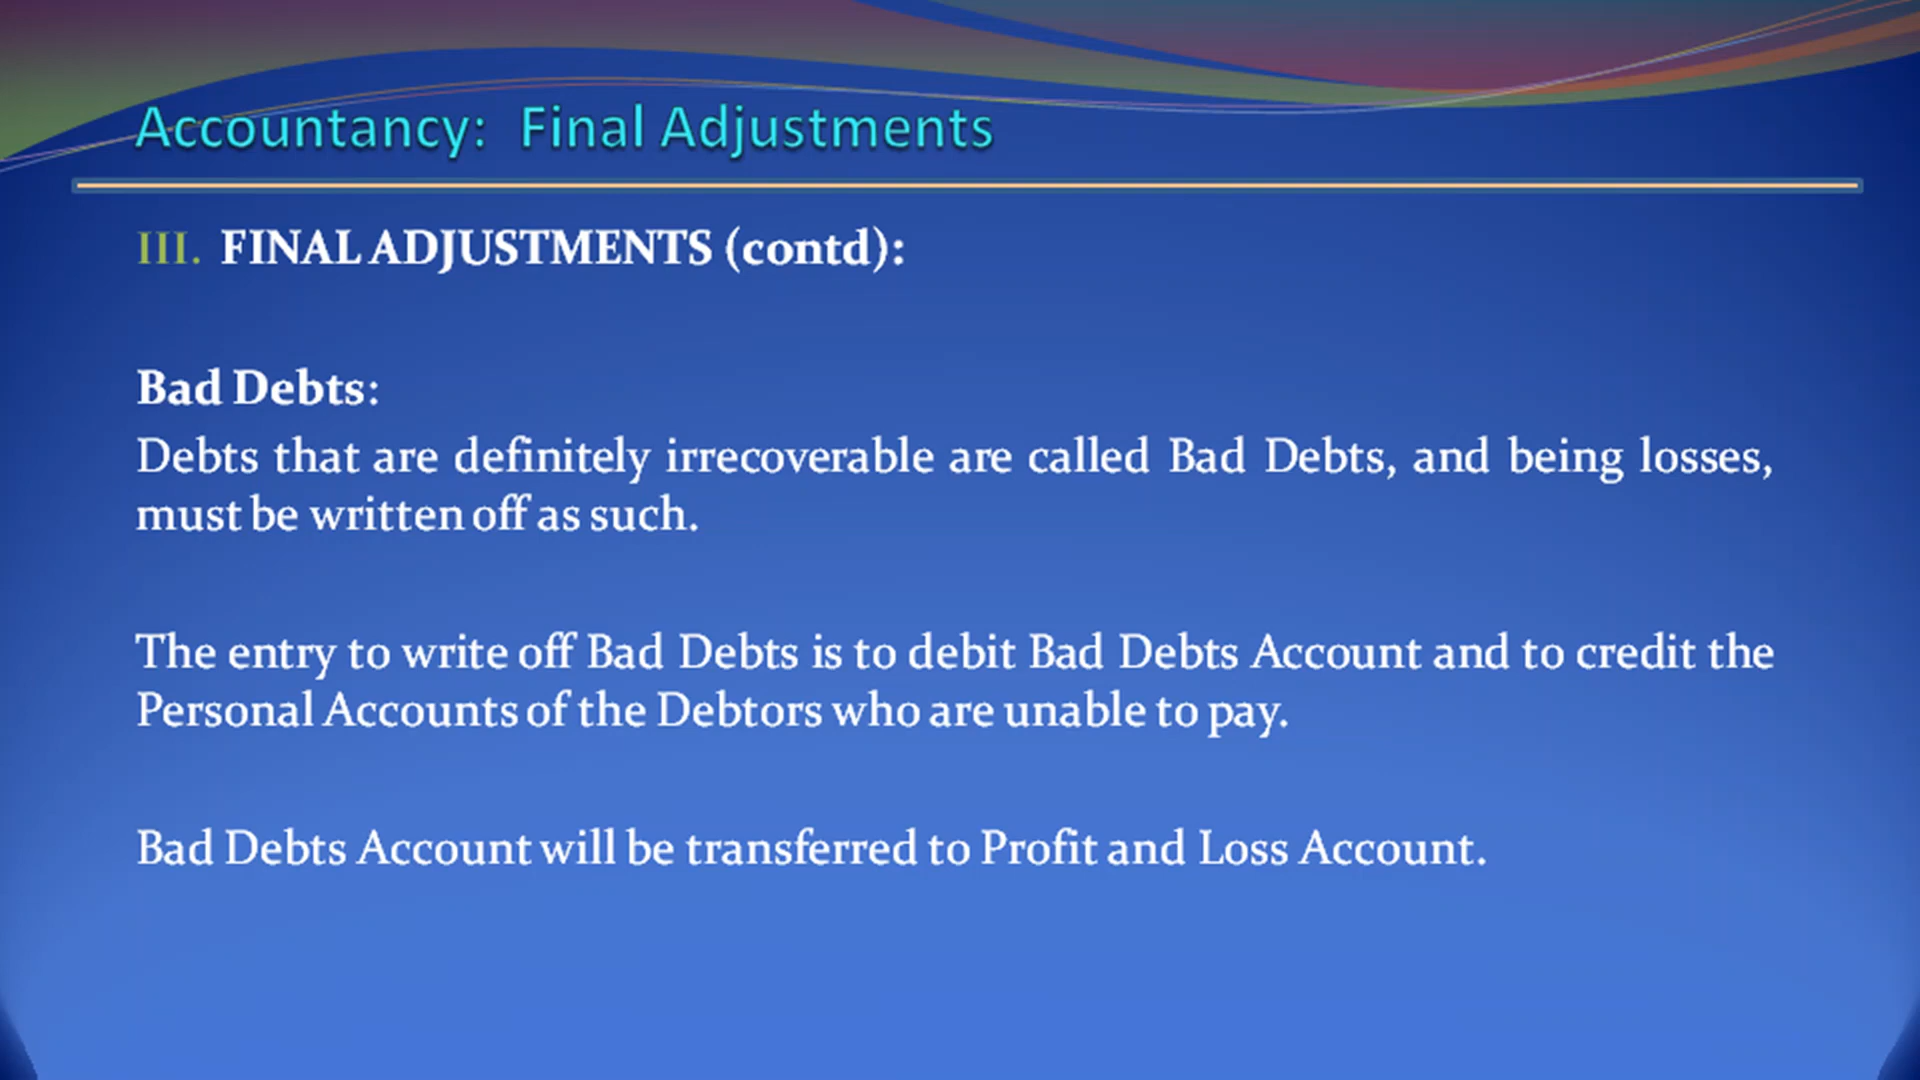 Accountancy: Final Adjustments
III. FINAL ADJUSTMENTS (contd):
Bad Debts:
Debts that are definitely irrecoverable are called Bad Debts, and being losses,
must be written off as such.
The entry to write off Bad Debts is to debit Bad Debts Account and to credit the
Personal Accounts of the Debtors who are unable to pay.
Bad Debts Account will be transferred to Profit and Loss Account.